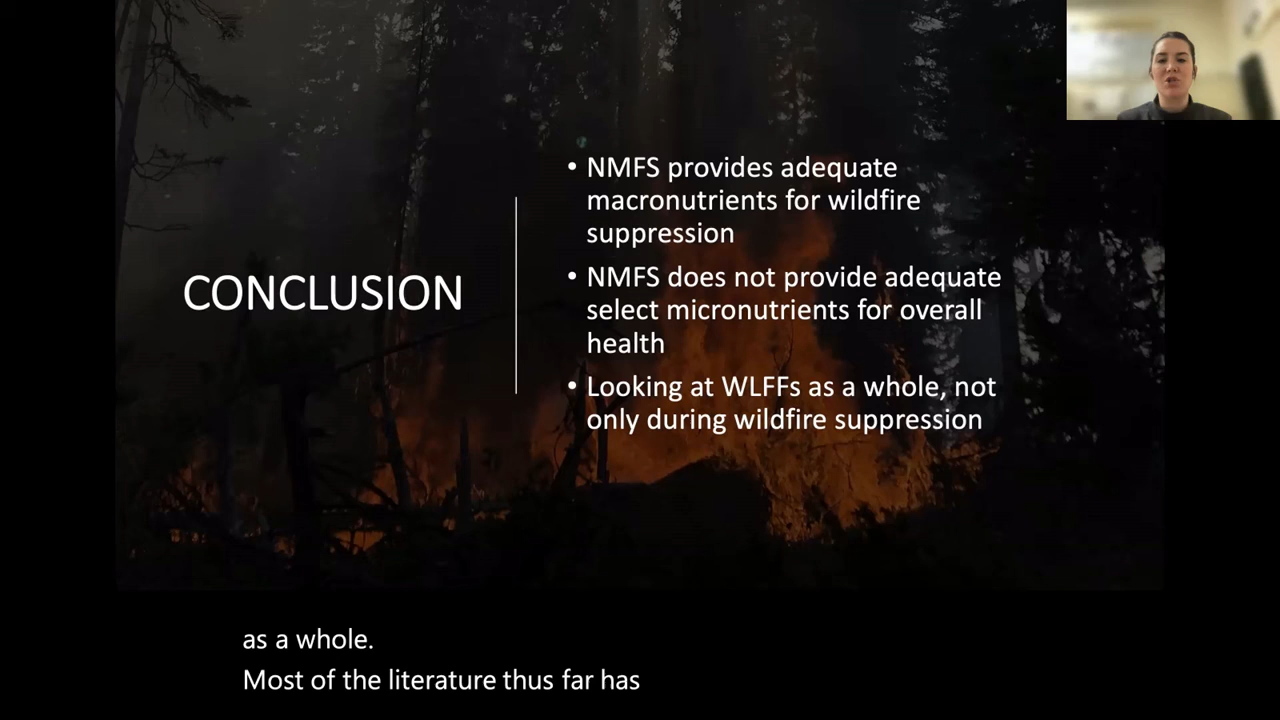 CONCLUSION
• NMFS provides adequate
macronutrients for wildfire
suppression
• NMFS does not provide adequate
select micronutrients for overall
health
• Looking at WLFFs as a whole, not
only during wildfire suppression
as a whole.
Most of the literature thus far has